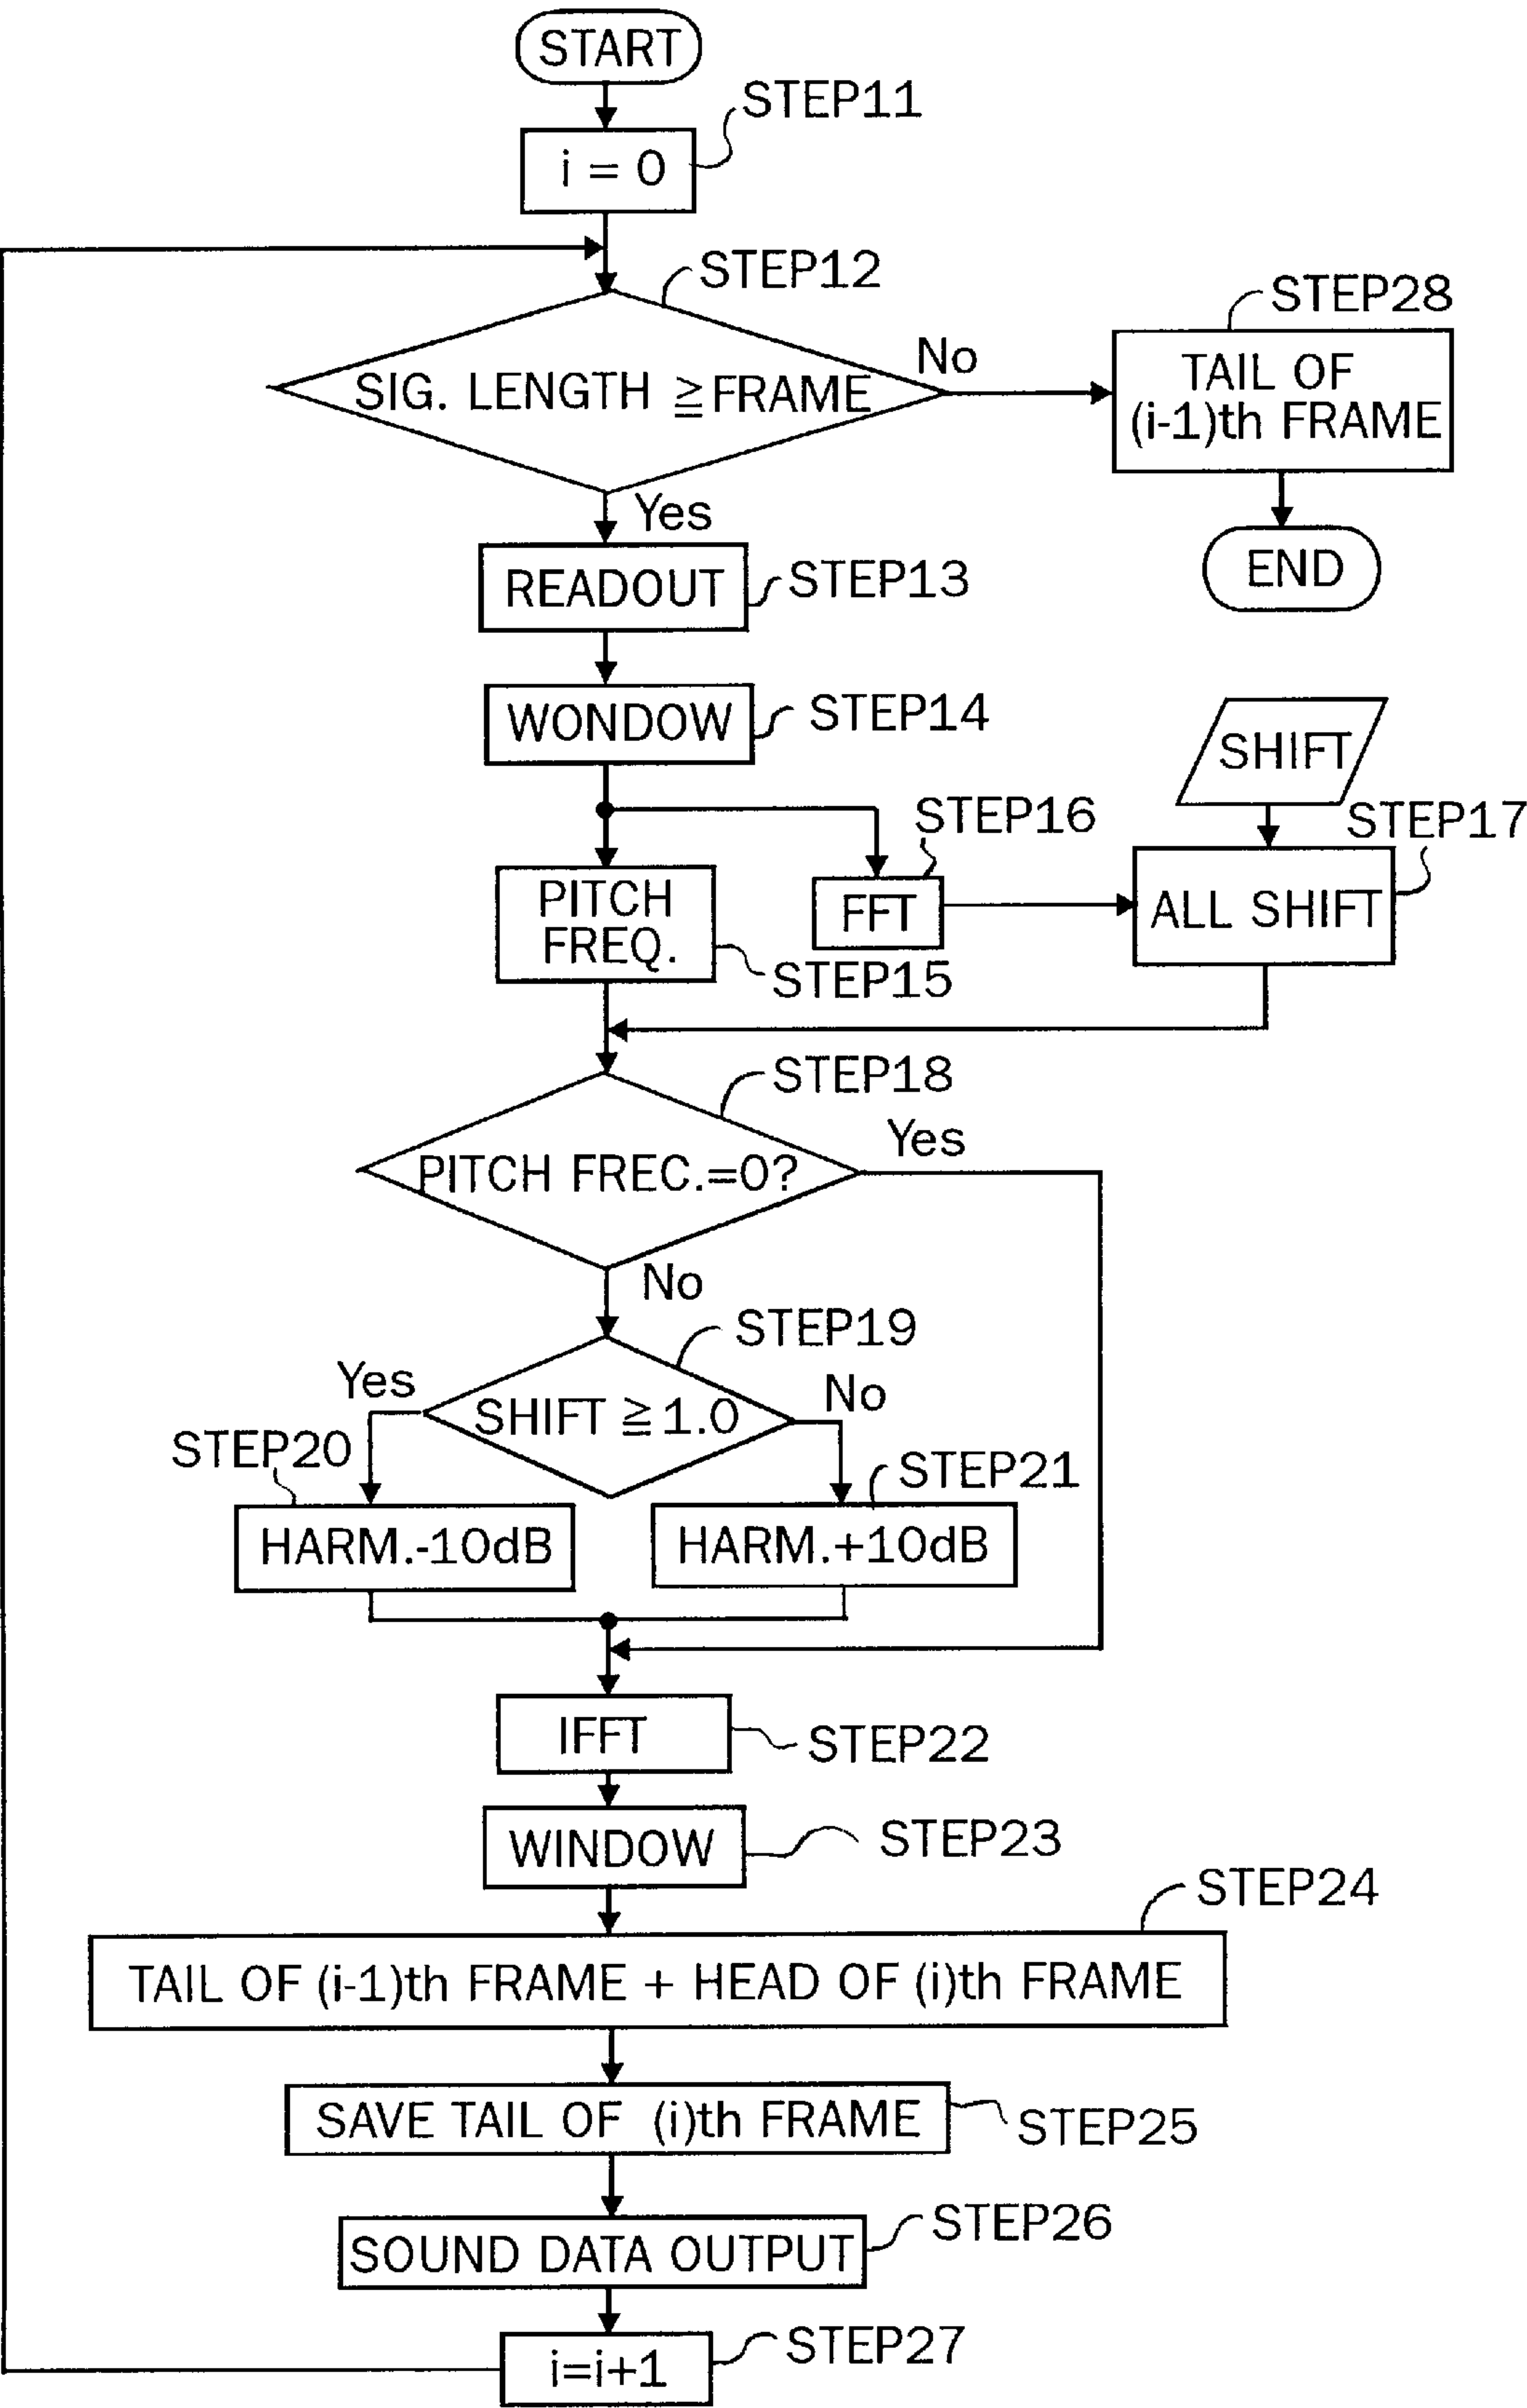 START
STEP11
i = 0
STEP12
SIG. LENGTH ≧ FRAME
No
Yes
STEP28
TAIL OF
(i-1)th FRAME
END
READOUT
STEP13
WONDOW
STEP14
SHIFT
STEP16
FFT
STEP17
ALL SHIFT
PITCH
FREQ.
STEP15
STEP18
PITCH FREC.=0?
Yes
No
STEP19
SHIFT ≧ 1.0
Yes
No
STEP20
HARM.-10dB
STEP21
HARM.+10dB
IFFT
STEP22
WINDOW
STEP23
STEP24
TAIL OF (i-1)th FRAME + HEAD OF (i)th FRAME
SAVE TAIL OF (i)th FRAME
STEP25
STEP26
SOUND DATA OUTPUT
STEP27
i=i+1